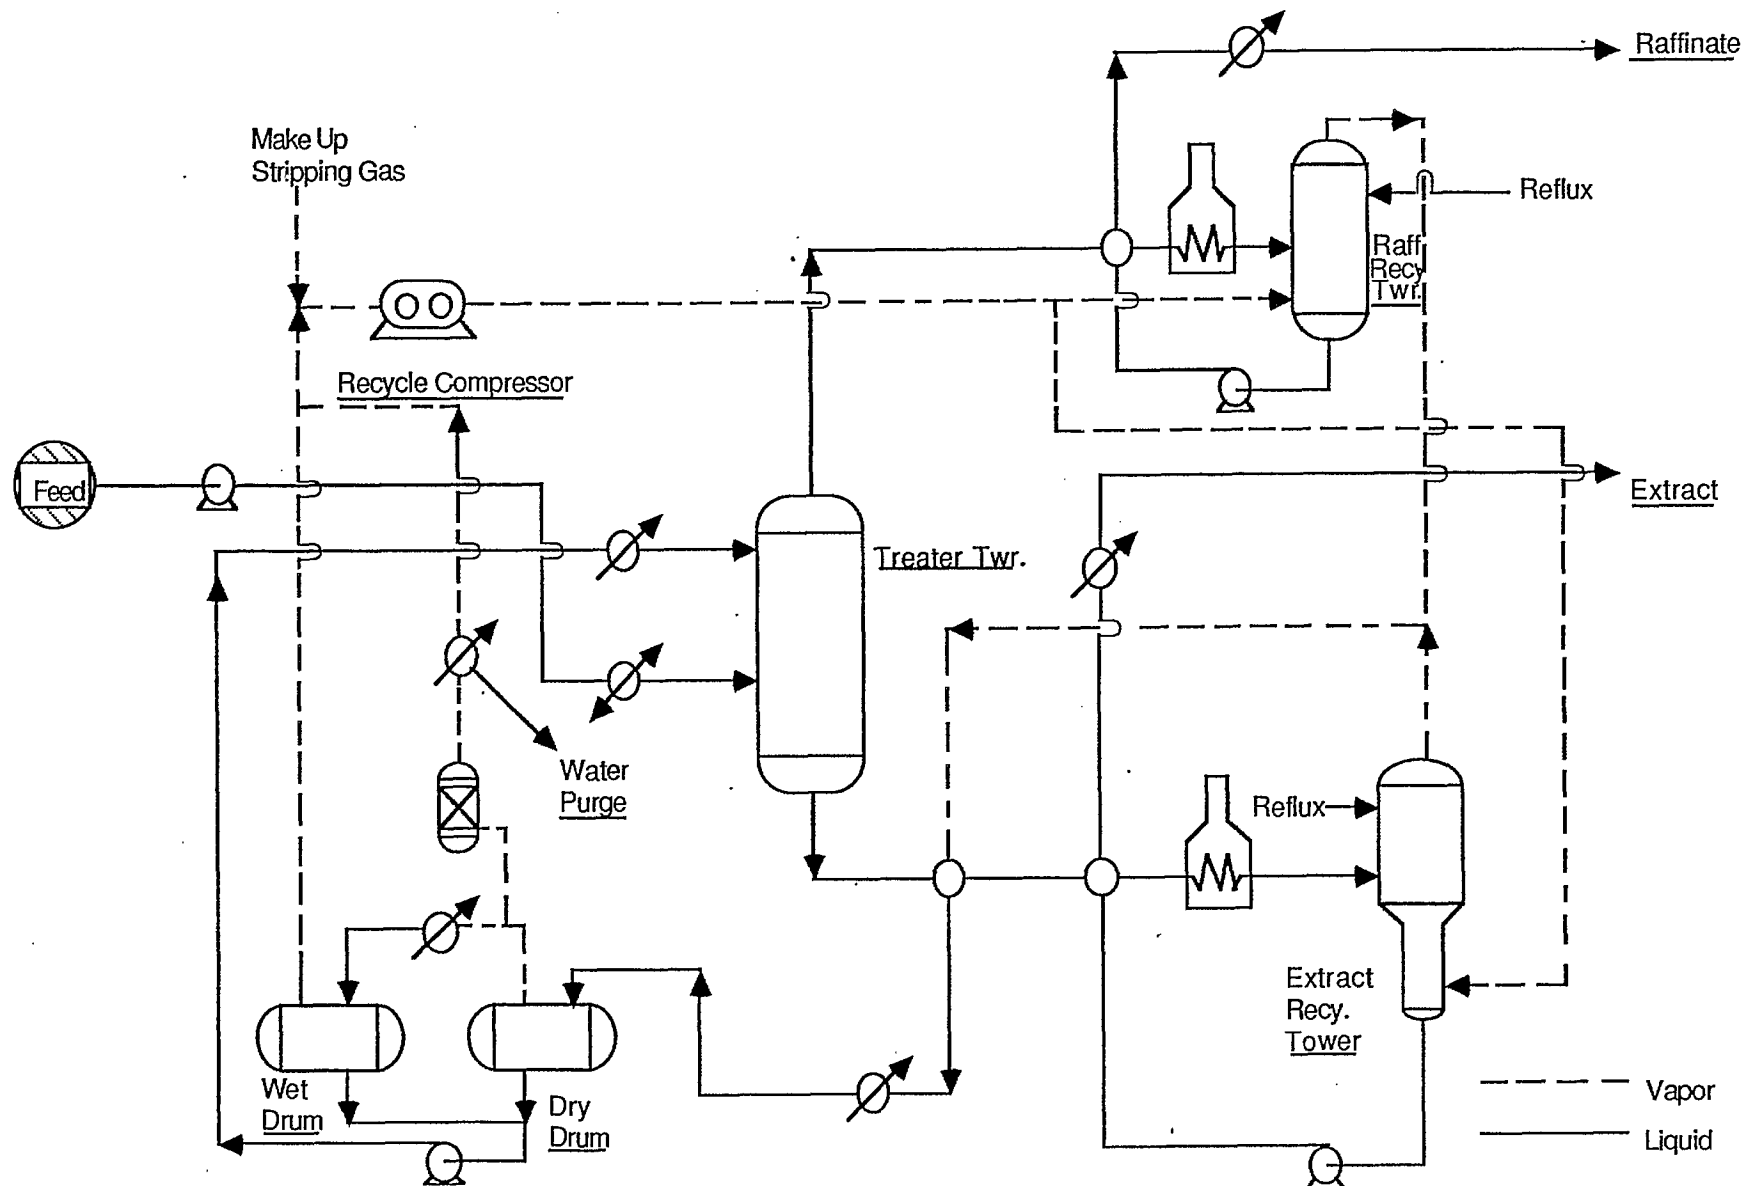 Raffinate
Make Up
Stripping Gas
Reflux
Raff
Recy
Twr.
Recycle Compressor
Feed
Extract
Treater Twr.
Water
Purge
Reflux
Extract
Recy.
Tower
Wet
Drum
Dry
Drum
Vapor
Liquid